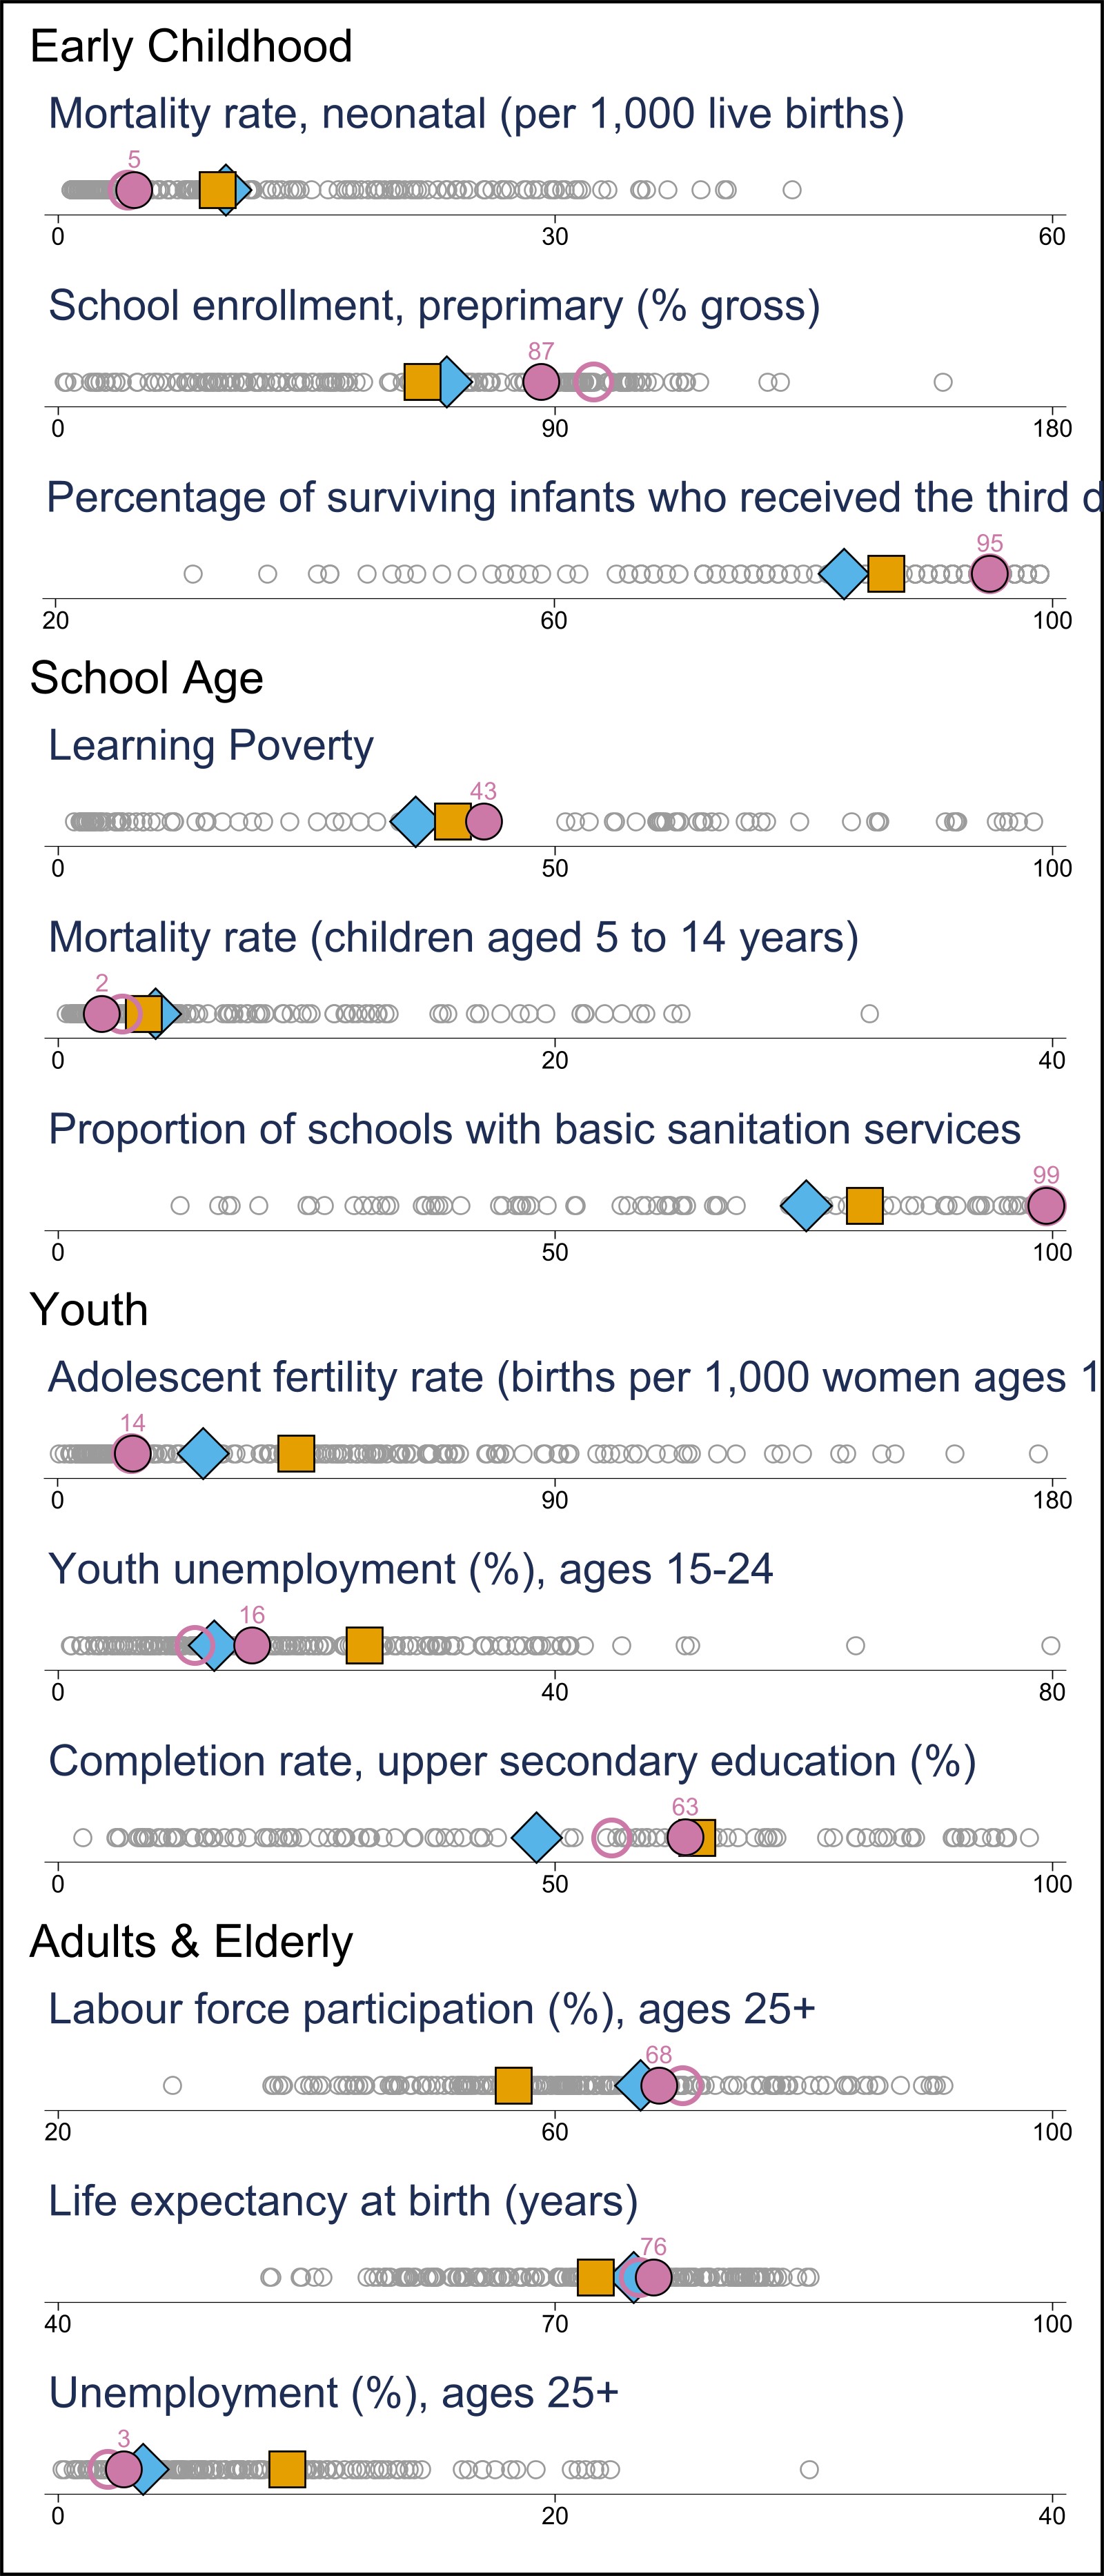 Early Childhood
Mortality rate, neonatal (per 1,000 live births)
5
0 30 60
School enrollment, preprimary (% gross)
87
0 90 180
Percentage of surviving infants who received the third d
95
20 60 100
School Age
Learning Poverty
43
0 50 100
Mortality rate (children aged 5 to 14 years)
2
0 20 40
Proportion of schools with basic sanitation services
99
0 50 100
Youth
Adolescent fertility rate (births per 1,000 women ages 1
14
0 90 180
Youth unemployment (%), ages 15-24
16
0 40 80
Completion rate, upper secondary education (%)
63
0 50 100
Adults & Elderly
Labour force participation (%), ages 25+
68
20 60 100
Life expectancy at birth (years)
76
40 70 100
Unemployment (%), ages 25+
3
0 20 40